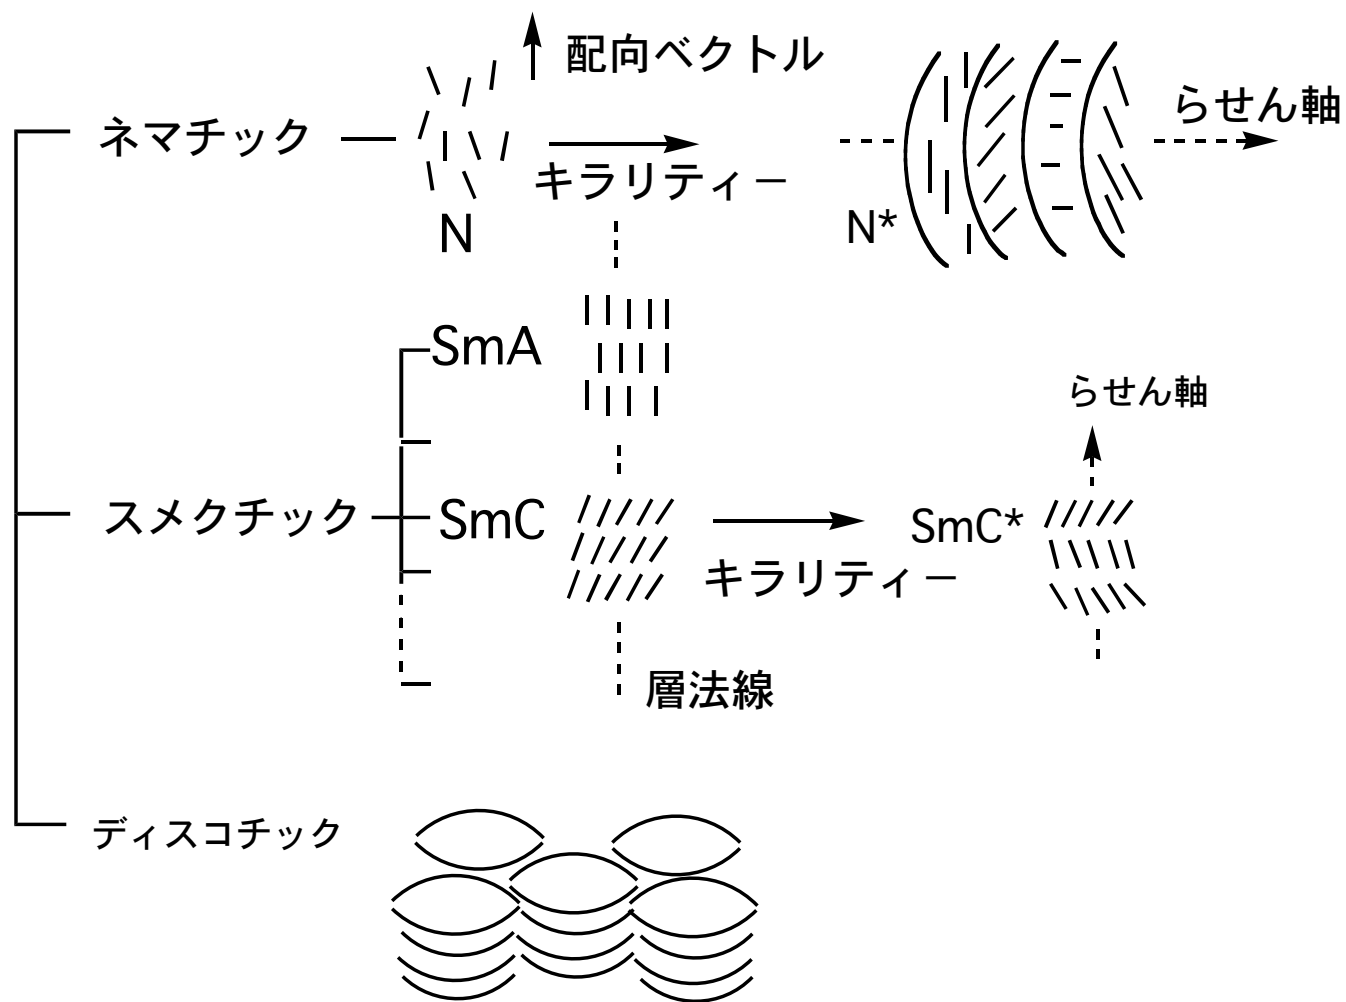 配向ベクトル
ネマチック
キラリティー
らせん軸
N
N*
SmA
らせん軸
スメクチック
SmC
SmC*
キラリティー
層法線
ディスコチック